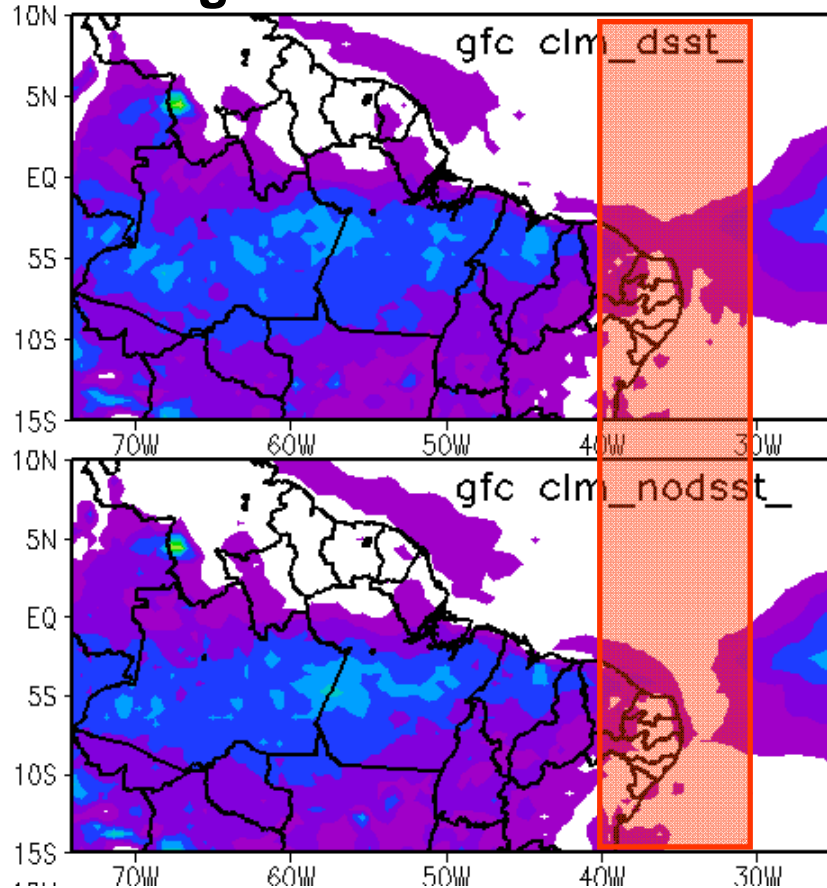 g
10N
gfc clm_dsst_
5N
EQ
5S
10S
15S
70W 60W 50W 40W 30W
10N
gfc clm_nodsst_
5N
EQ
5S
10S
15S
70W 60W 50W 40W 30W